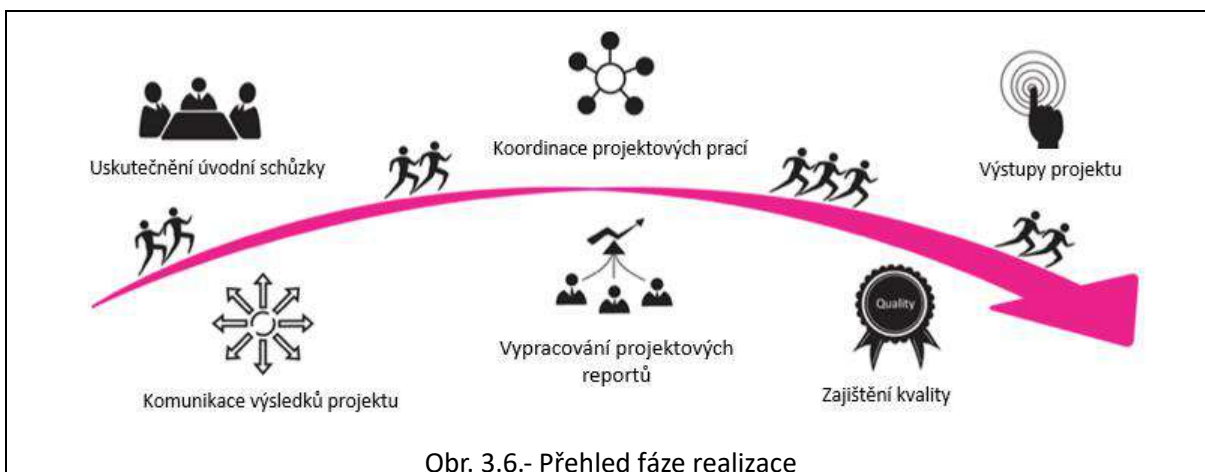 Koordinace projektových prací
Uskutečnění úvodní schůzky
Výstupy projektu
Quality
Vypracování projektových
reportů
Komunikace výsledků projektu
Zajištění kvality
Obr. 3.6.- Přehled fáze realizace